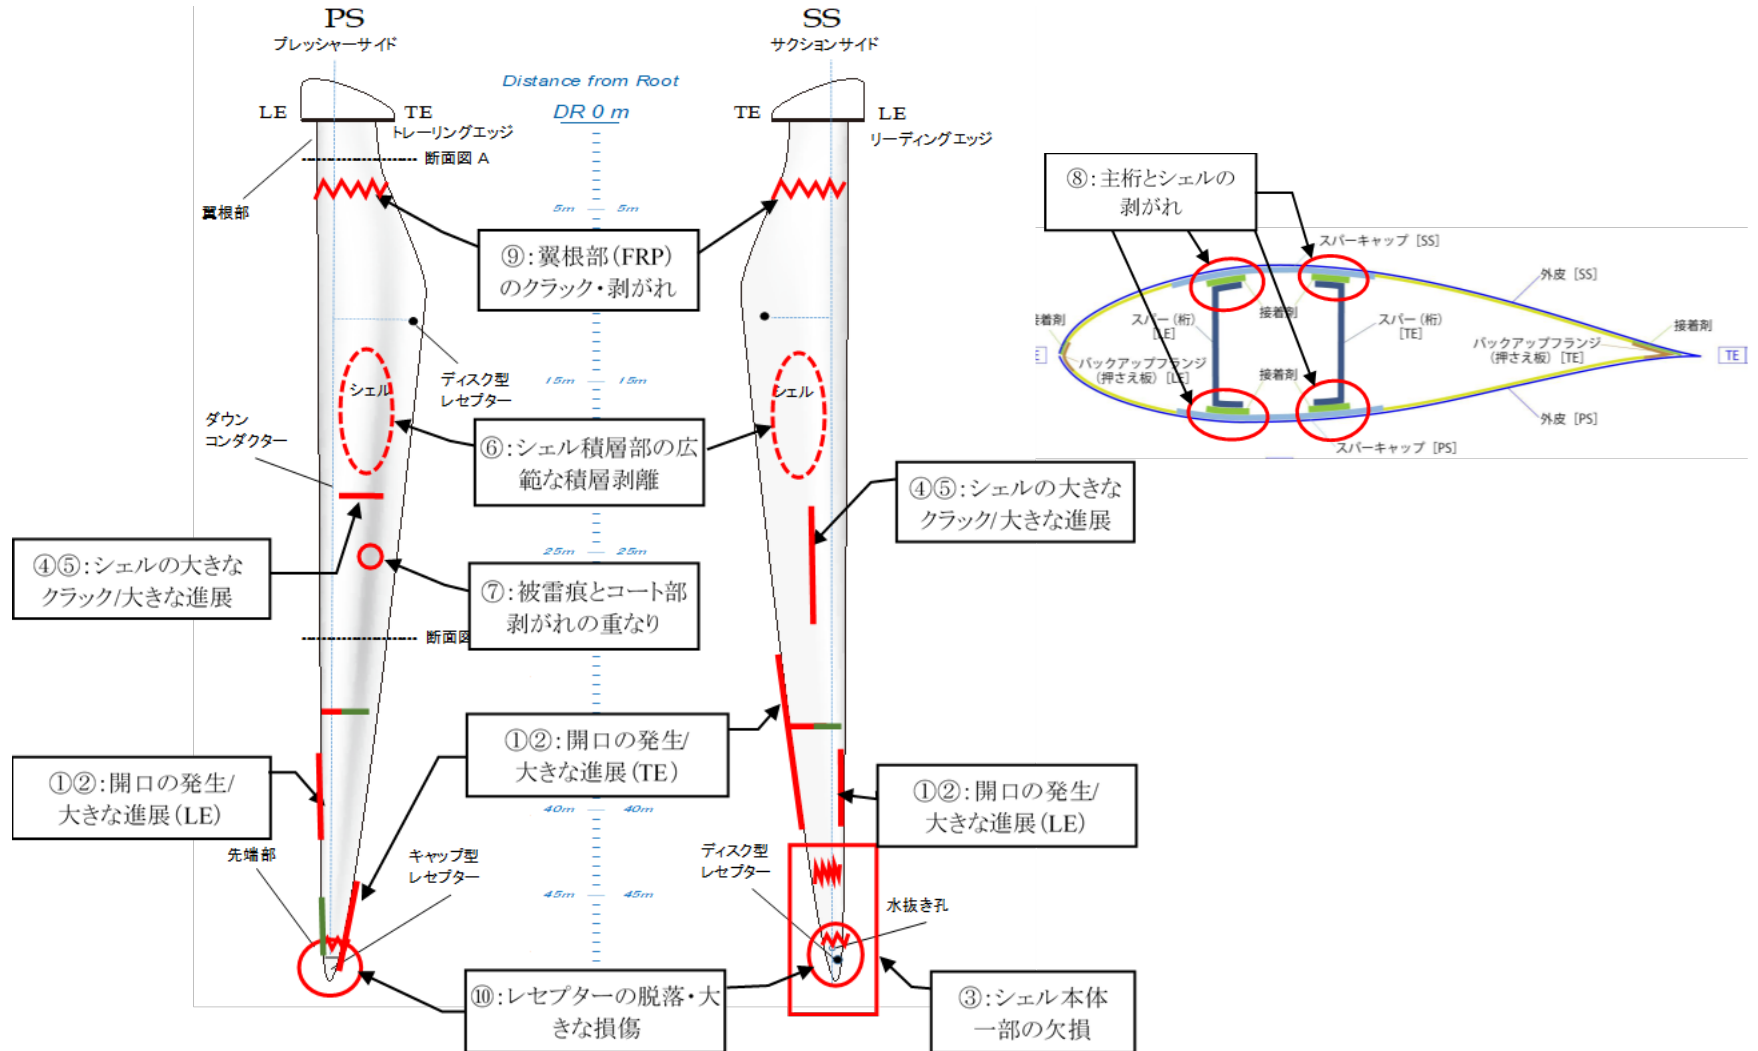 PS
プレッシャーサイド
SS
サクションサイド
Distance from Root
DR 0 m
LE
TE
トレーリングエッジ
TE
LE
リーディングエッジ
断面図 A
翼根部
5m
5m
⑨:翼根部(FRP)
のクラック・剥がれ
⑧:主桁とシェルの
剥がれ
スパーキャップ [SS]
外皮 [SS]
接着剤
スパー(桁)
[LE]
接着剤
スパー(桁)
[TE]
接着剤
バックアップフランジ
(押さえ板) [LE]
接着剤
バックアップフランジ
(押さえ板) [TE]
TE
外皮 [PS]
スパーキャップ [PS]
シェル
ディスク型
レセプター
15m
15m
シェル
ダウン
コンダクター
⑥:シェル積層部の広
範な積層剥離
④⑤:シェルの大きな
クラック/大きな進展
④⑤:シェルの大きな
クラック/大きな進展
25m
25m
⑦:被雷痕とコート部
剥がれの重なり
断面図
①②:開口の発生/
大きな進展(TE)
①②:開口の発生/
大きな進展(LE)
①②:開口の発生/
大きな進展(LE)
40m
40m
先端部
キャップ型
レセプター
ディスク型
レセプター
45m
45m
水抜き孔
⑩:レセプターの脱落・大
きな損傷
③:シェル本体
一部の欠損